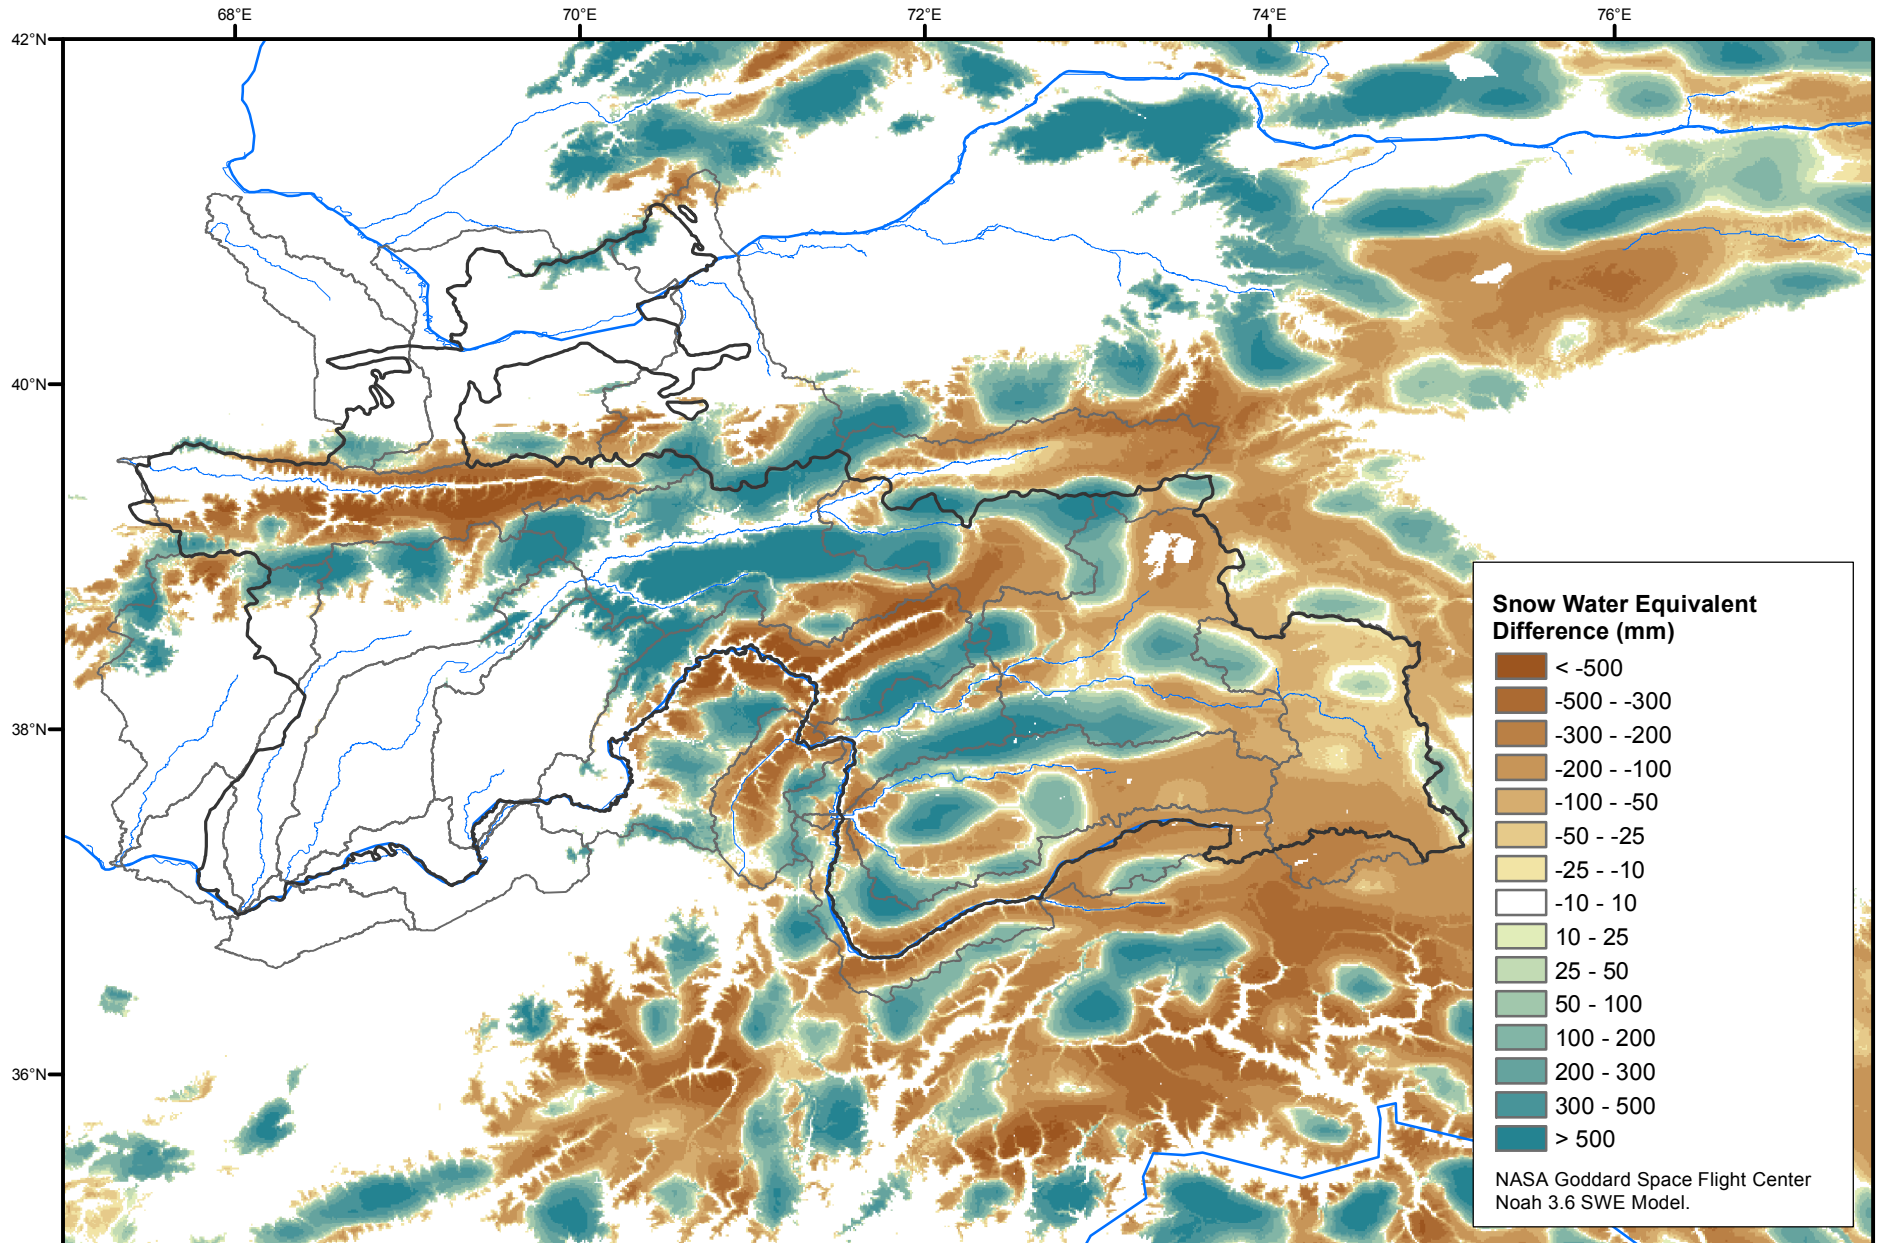 68°E 70°E 72°E 74°E 76°E
42°N
40°N
38°N
36°N
Snow Water Equivalent
Difference (mm)
< -500
-500 - -300
-300 - -200
-200 - -100
-100 - -50
-50 - -25
-25 - -10
-10 - 10
10 - 25
25 - 50
50 - 100
100 - 200
200 - 300
300 - 500
> 500
NASA Goddard Space Flight Center
Noah 3.6 SWE Model.